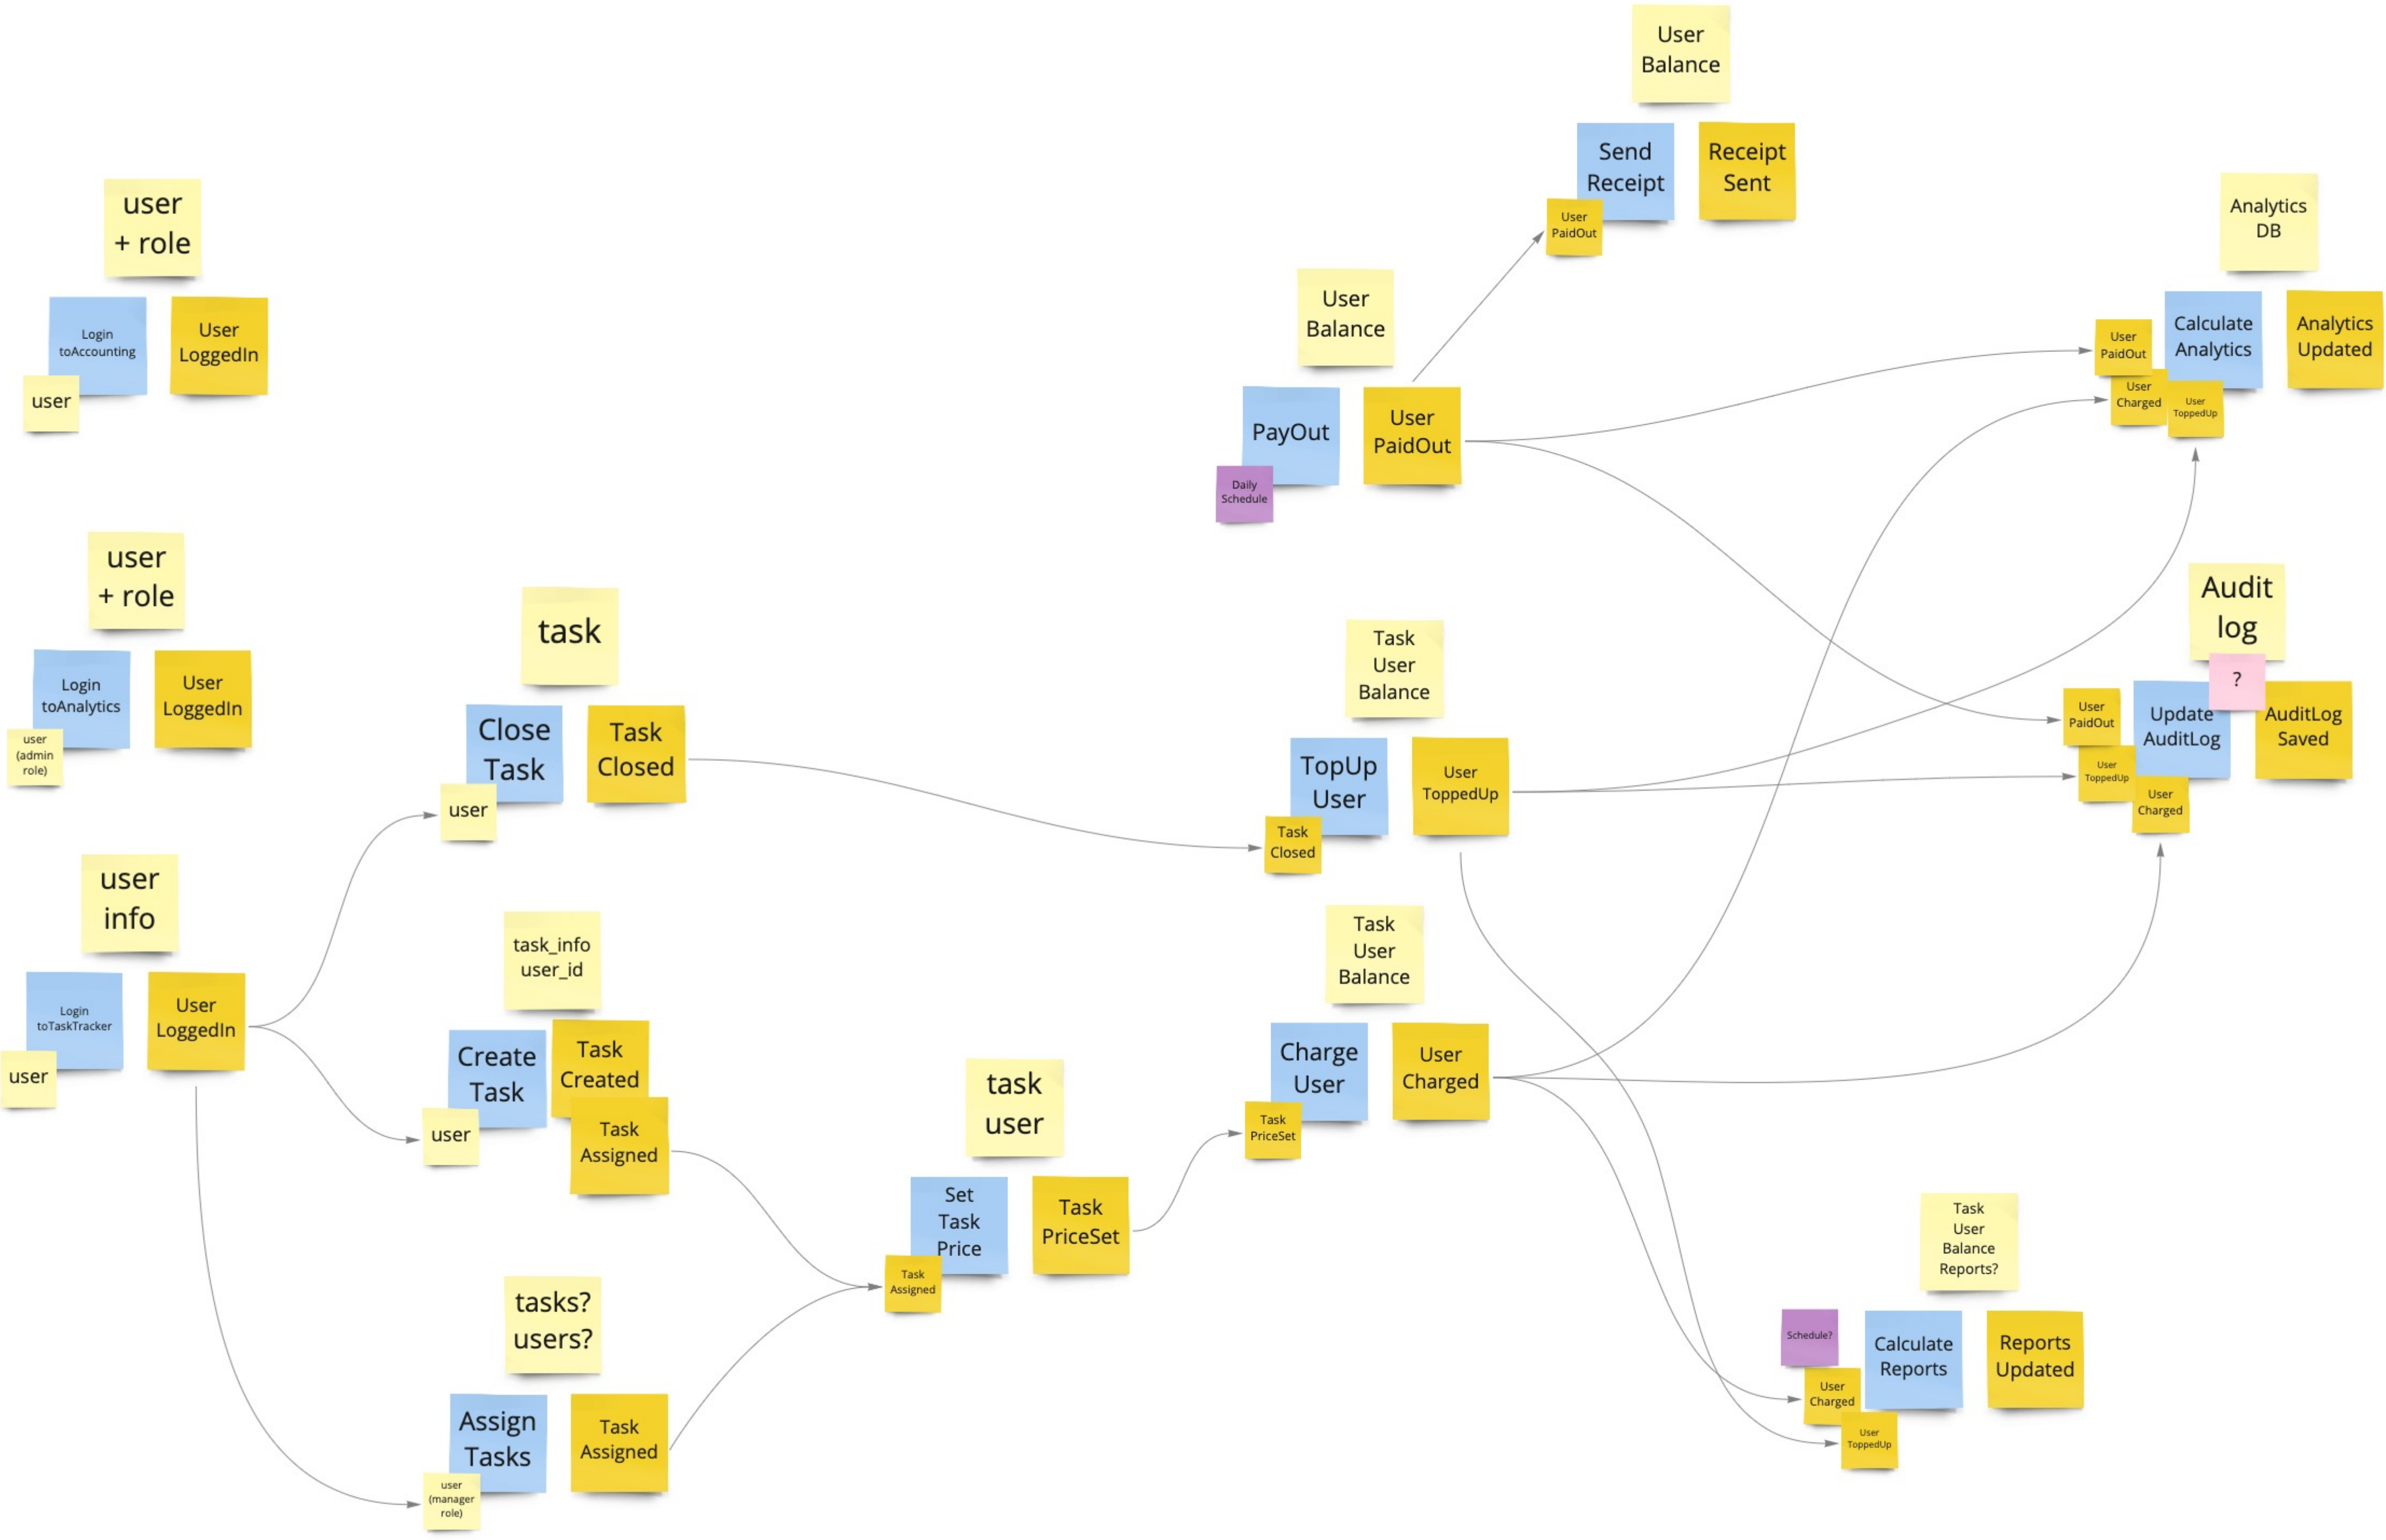 User
Balance
Send
Receipt
Receipt
Sent
User
PaidOut
user
+ role
Login
toAccounting
User
LoggedIn
user
User
Balance
PayOut
User
PaidOut
Daily
Schedule
Analytics
DB
Calculate
Analytics
Analytics
Updated
User
PaidOut
User
Charged
User
ToppedUp
user
+ role
Login
toAnalytics
User
LoggedIn
user
(admin
role)
task
Close
Task
Task
Closed
user
Task
User
Balance
TopUp
User
User
ToppedUp
Task
Closed
Audit
log
?
Update
AuditLog
AuditLog
Saved
User
PaidOut
User
ToppedUp
User
Charged
user
info
Login
toTaskTracker
User
LoggedIn
user
task_info
user_id
Create
Task
Task
Created
Task
Assigned
user
task
user
Set
Task
Price
Task
PriceSet
Task
Assigned
Task
User
Balance
Charge
User
User
Charged
Task
PriceSet
tasks?
users?
Assign
Tasks
Task
Assigned
user
(manager
role)
Task
User
Balance
Reports?
Schedule?
Calculate
Reports
Reports
Updated
User
Charged
User
ToppedUp